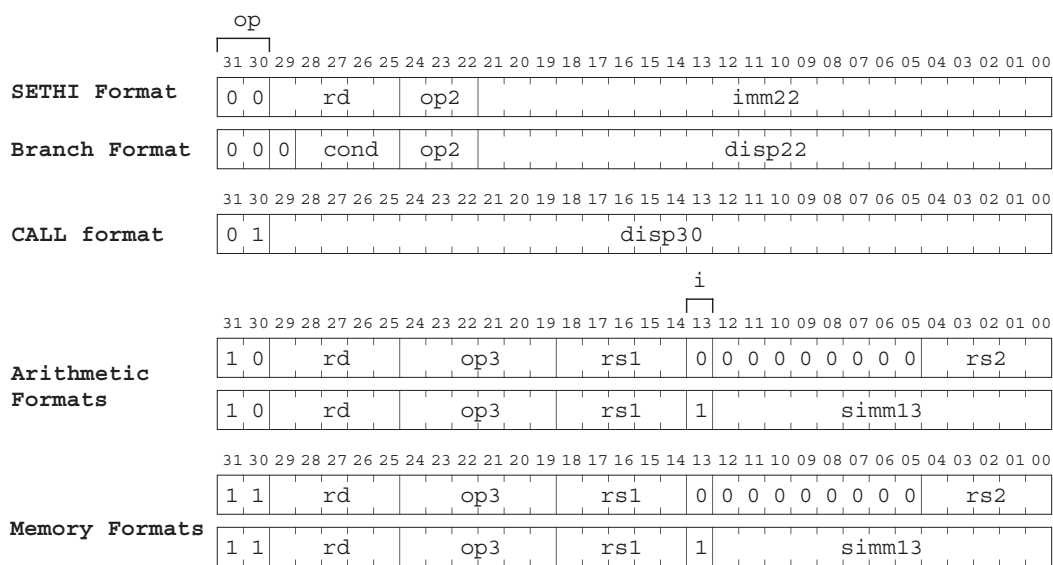 op
31 30 29 28 27 26 25 24 23 22 21 20 19 18 17 16 15 14 13 12 11 10 09 08 07 06 05 04 03 02 01 00
SETHI Format 0 0 rd op2 imm22
Branch Format 0 0 0 cond op2 disp22
31 30 29 28 27 26 25 24 23 22 21 20 19 18 17 16 15 14 13 12 11 10 09 08 07 06 05 04 03 02 01 00
CALL format 0 1 disp30
i
31 30 29 28 27 26 25 24 23 22 21 20 19 18 17 16 15 14 13 12 11 10 09 08 07 06 05 04 03 02 01 00
Arithmetic
Formats
1 0 rd op3 rs1 0 0 0 0 0 0 0 0 0 rs2
1 0 rd op3 rs1 1 simm13
31 30 29 28 27 26 25 24 23 22 21 20 19 18 17 16 15 14 13 12 11 10 09 08 07 06 05 04 03 02 01 00
Memory Formats
1 1 rd op3 rs1 0 0 0 0 0 0 0 0 0 rs2
1 1 rd op3 rs1 1 simm13